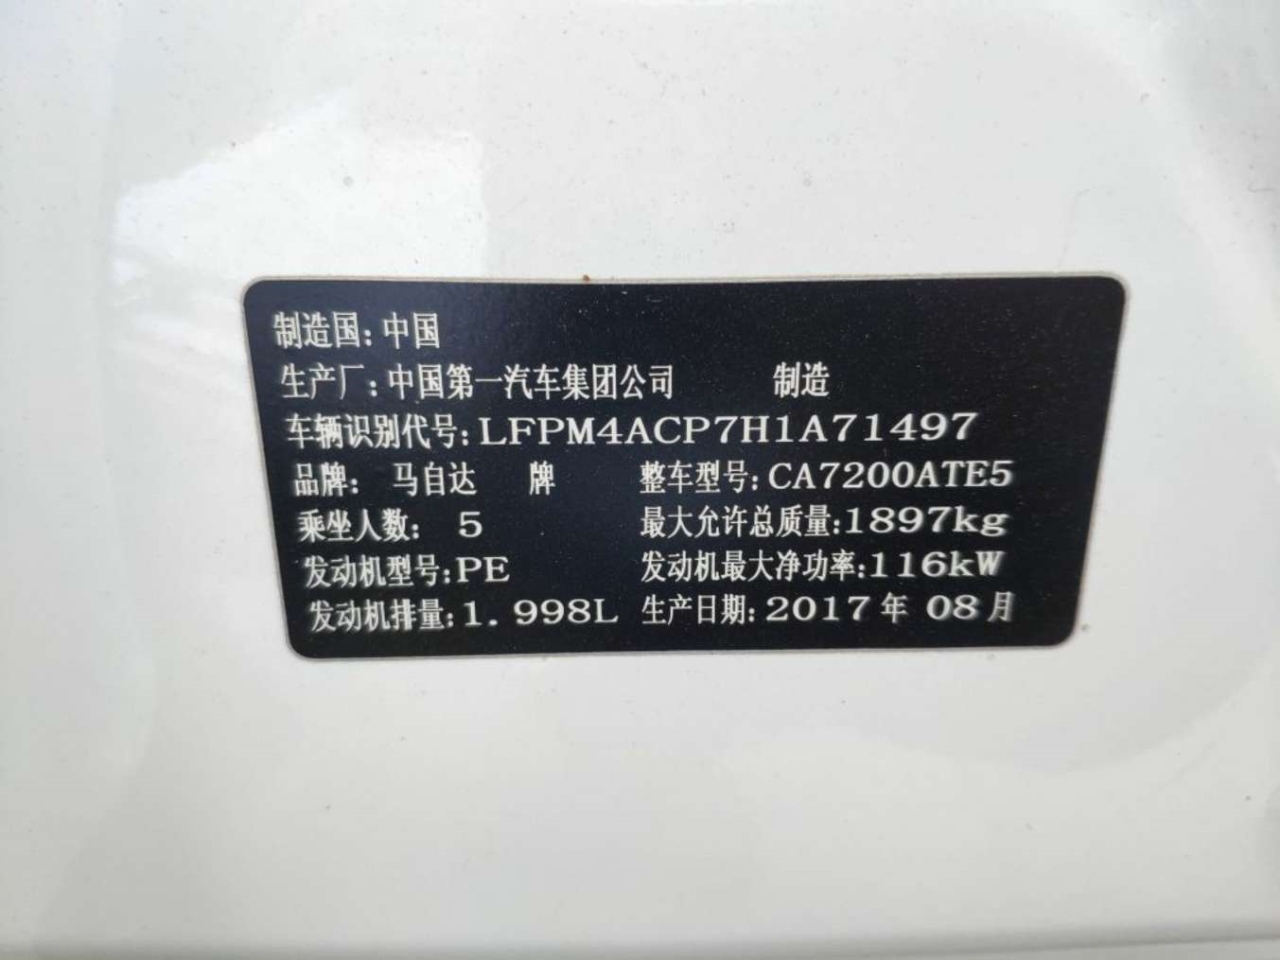 制造国:中国
生产厂:中国第一汽车集团公司 制造
车辆识别代号:LFPM4ACP7H1A71497
品牌: 马自达 牌 整车型号:CA7200ATE5
乘坐人数: 5 最大允许总质量:1897kg
发动机型号:PE 发动机最大净功率:116kW
发动机排量:1.998L 生产日期:2017年 08月